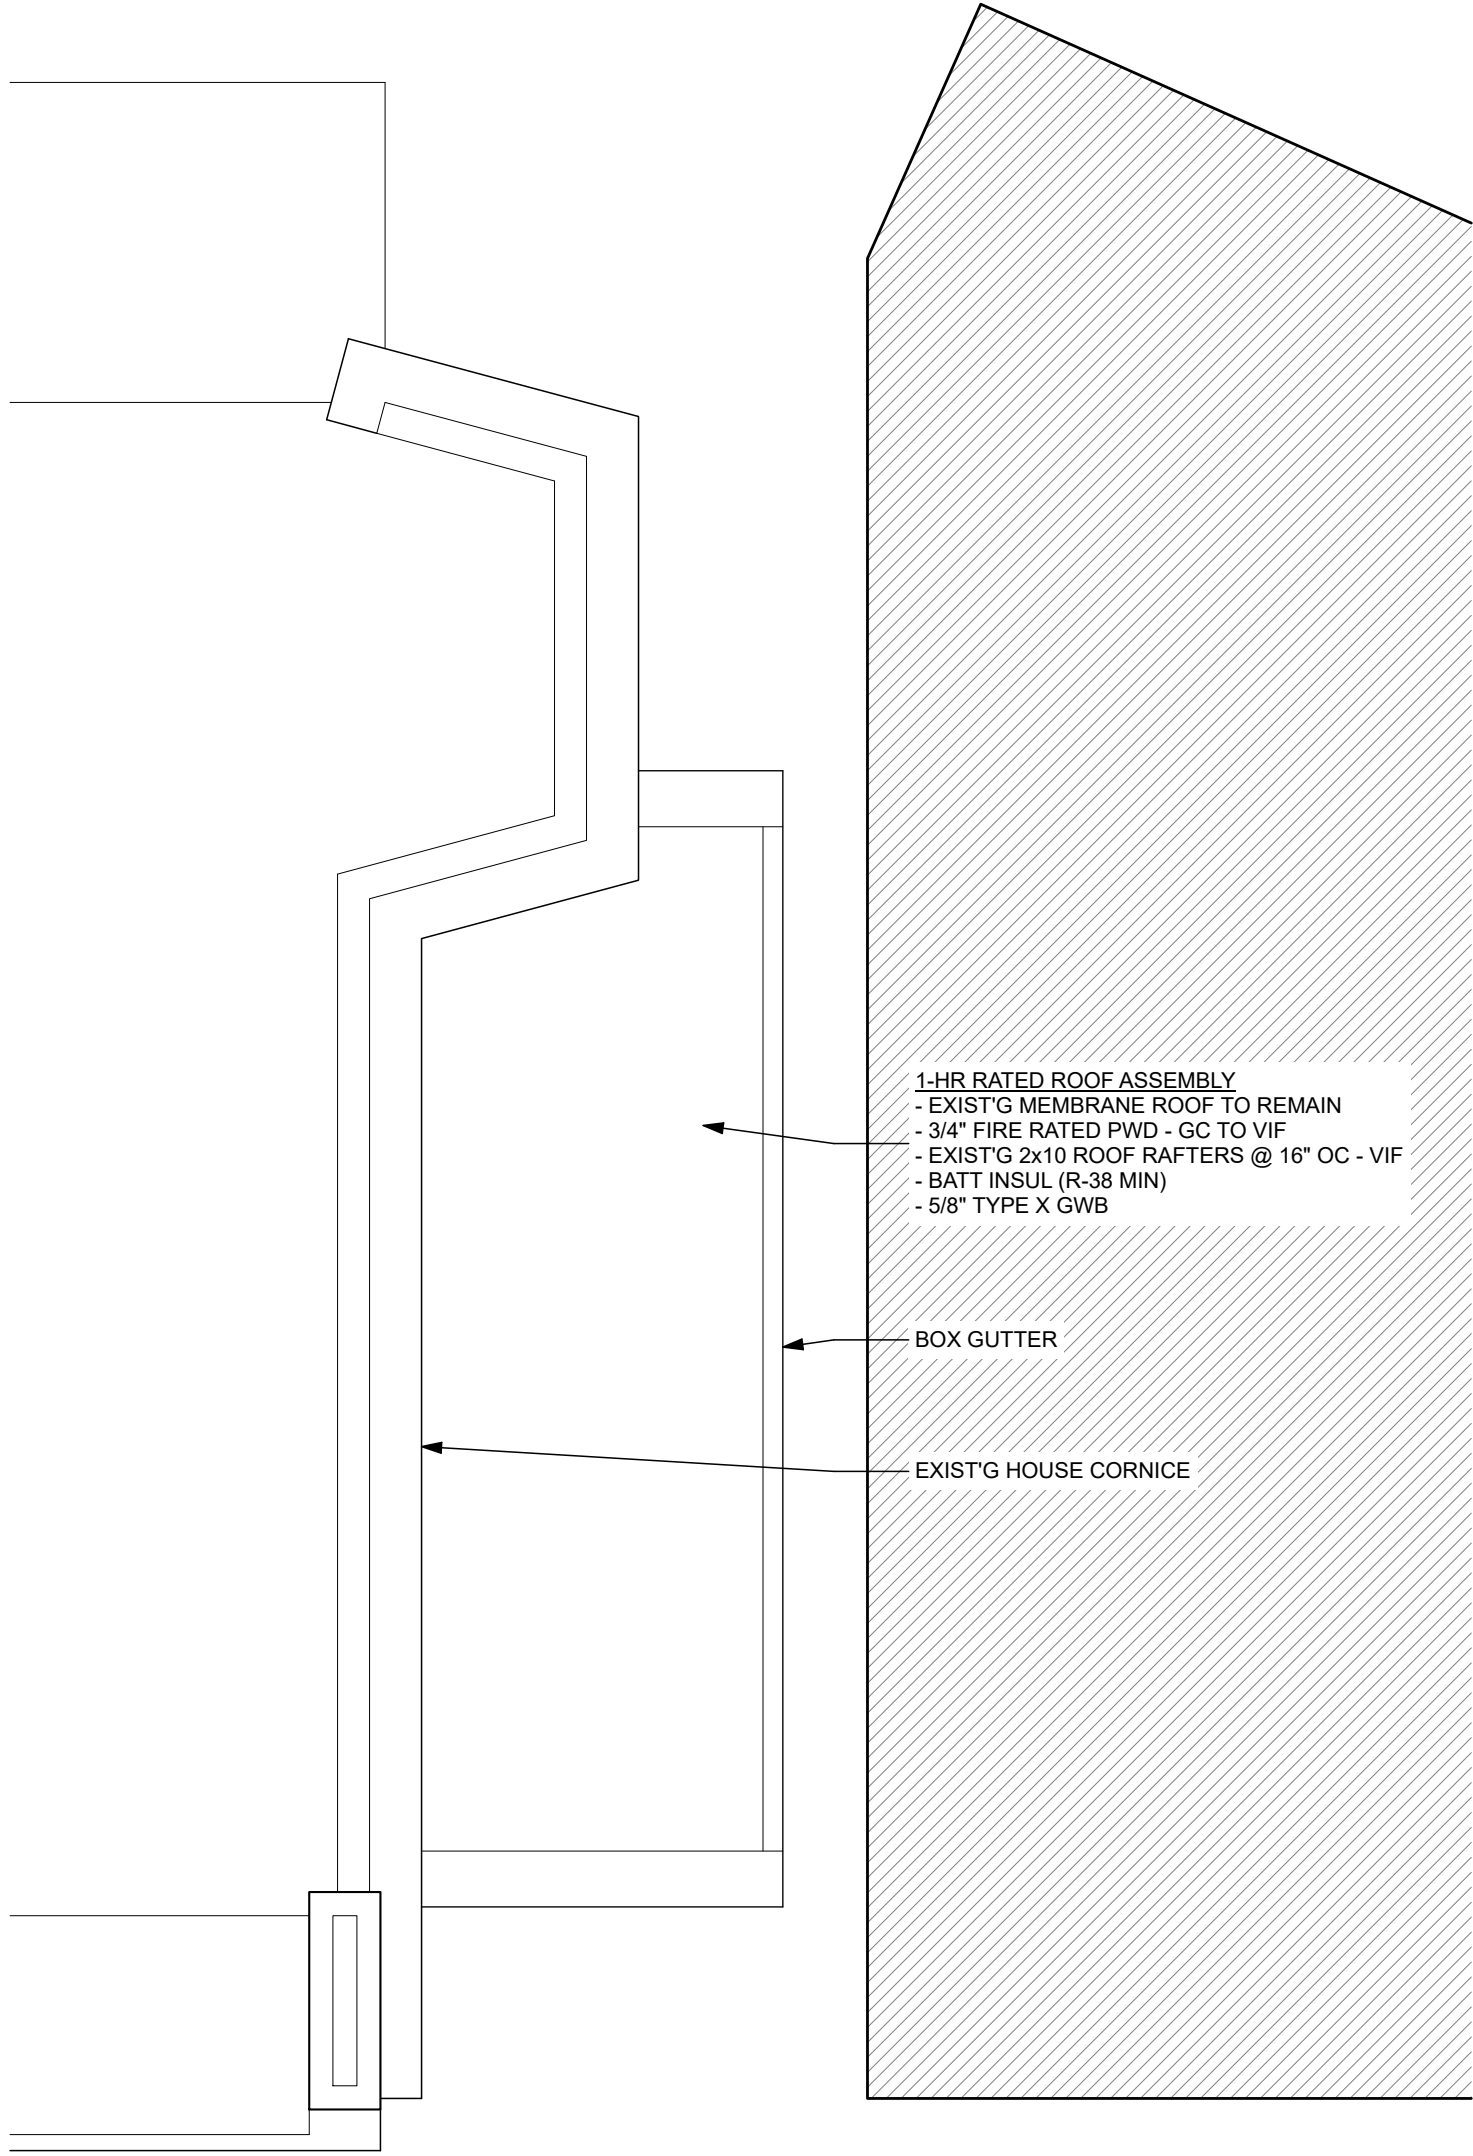 1-HR RATED ROOF ASSEMBLY
- EXIST'G MEMBRANE ROOF TO REMAIN
- 3/4" FIRE RATED PWD - GC TO VIF
- EXIST'G 2x10 ROOF RAFTERS @ 16" OC - VIF
- BATT INSUL (R-38 MIN)
- 5/8" TYPE X GWB
BOX GUTTER
EXIST'G HOUSE CORNICE